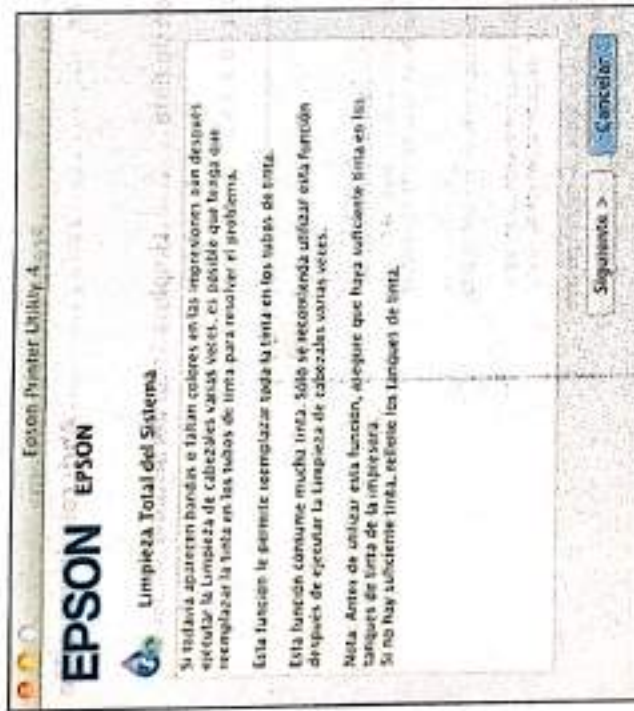 Epson Printer Utility 4
EPSON EPSON
Limpieza Total del Sistema
Si todavía aparecen bandas o faltan colores en las impresiones aun después
ejecutar la Limpieza de cabezales varias veces, es posible que tenga que
reemplazar la tinta en los tubos de tinta para resolver el problema.
Esta función le permite reemplazar toda la tinta en los tubos de tinta.
Esta función consume mucha tinta. Sólo se recomienda utilizar esta función
después de ejecutar la Limpieza de cabezales varias veces.
Nota: Antes de utilizar esta función, asegure que haya suficiente tinta en los
tanques de tinta de la impresora.
Si no hay suficiente tinta, rellene los tanques de tinta.
Siguiente >
Cancelar